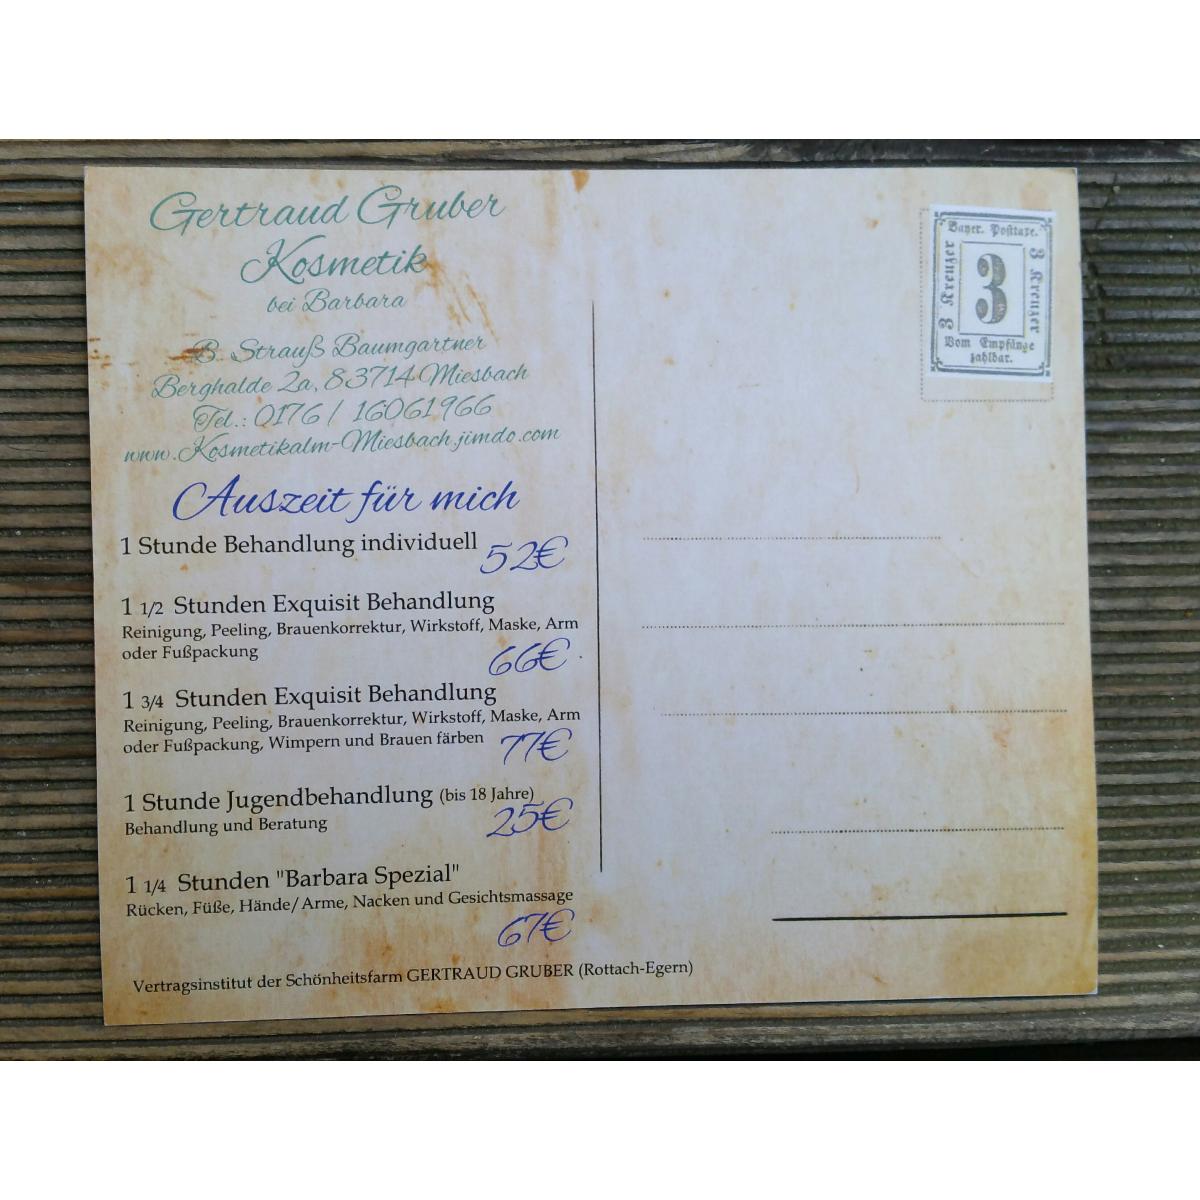 Gertraud Gruber
Kosmetik
bei Barbara
B. Strauß Baumgartner
Berghalde 2a, 83714 Miesbach
Tel.: 0176 / 16061966
www.Kosmetikalm-Miesbach.jimdo.com
Auszeit für mich
1 Stunde Behandlung individuell
52€
1 1/2 Stunden Exquisit Behandlung
Reinigung, Peeling, Brauenkorrektur, Wirkstoff, Maske, Arm
oder Fußpackung
66€
1 3/4 Stunden Exquisit Behandlung
Reinigung, Peeling, Brauenkorrektur, Wirkstoff, Maske, Arm
oder Fußpackung, Wimpern und Brauen färben
77€
1 Stunde Jugendbehandlung (bis 18 Jahre)
Behandlung und Beratung
25€
1 1/4 Stunden "Barbara Spezial"
Rücken, Füße, Hände/Arme, Nacken und Gesichtsmassage
67€
Vertragsinstitut der Schönheitsfarm GERTRAUD GRUBER (Rottach-Egern)
Bayer. Posttaxe.
3 Kreuzer
3
3 Kreuzer
Vom Empfänge
zahlbar.